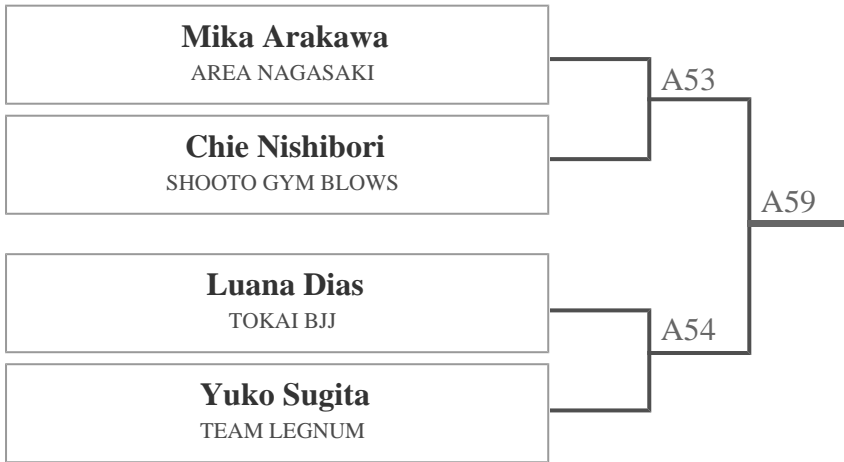 Mika Arakawa
AREA NAGASAKI
A53
Chie Nishibori
SHOOTO GYM BLOWS
A59
Luana Dias
TOKAI BJJ
A54
Yuko Sugita
TEAM LEGNUM